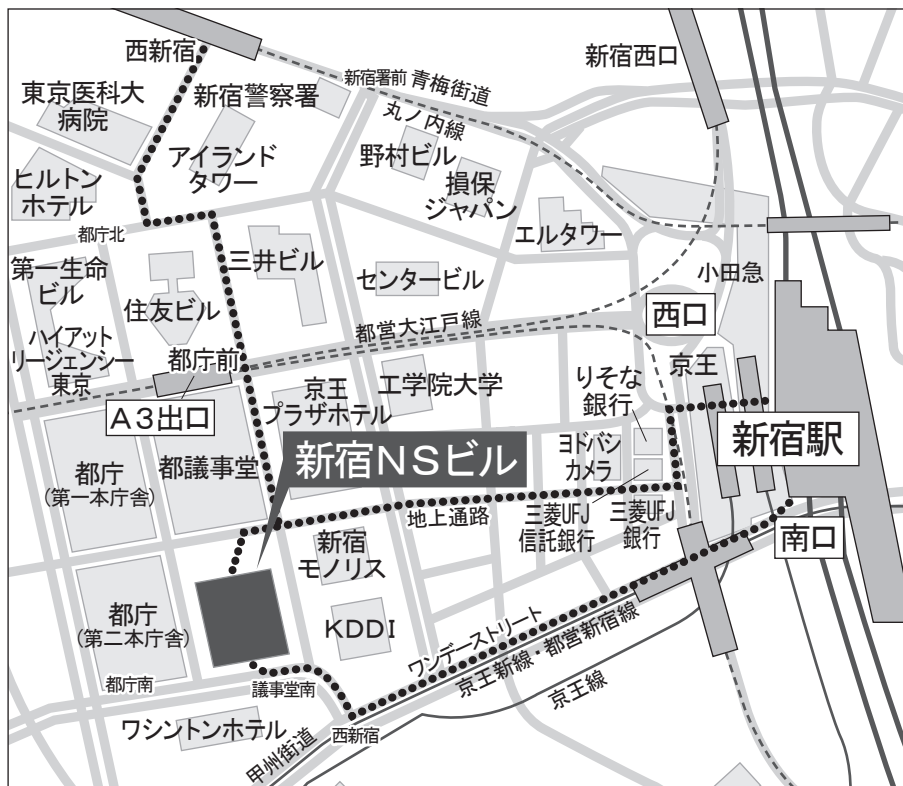 西新宿
新宿西口
東京医科大
病院
新宿警察署
新宿署前 青梅街道
丸ノ内線
アイランド
タワー
野村ビル
損保
ジャパン
ヒルトン
ホテル
エルタワー
都庁北
小田急
第一生命
ビル
住友ビル
三井ビル
センタービル
西口
都営大江戸線
ハイアット
リージェンシー
東京
都庁前
A3出口
京王
プラザホテル
工学院大学
りそな
銀行
京王
新宿駅
都庁
(第一本庁舎)
都議事堂
新宿NSビル
ヨドバシ
カメラ
地上通路
三菱UFJ
信託銀行
三菱UFJ
銀行
南口
新宿
モノリス
都庁
(第二本庁舎)
KDDI
ワンデーストリート
京王新線・都営新宿線
京王線
都庁南
議事堂南
ワシントンホテル
西新宿
甲州街道